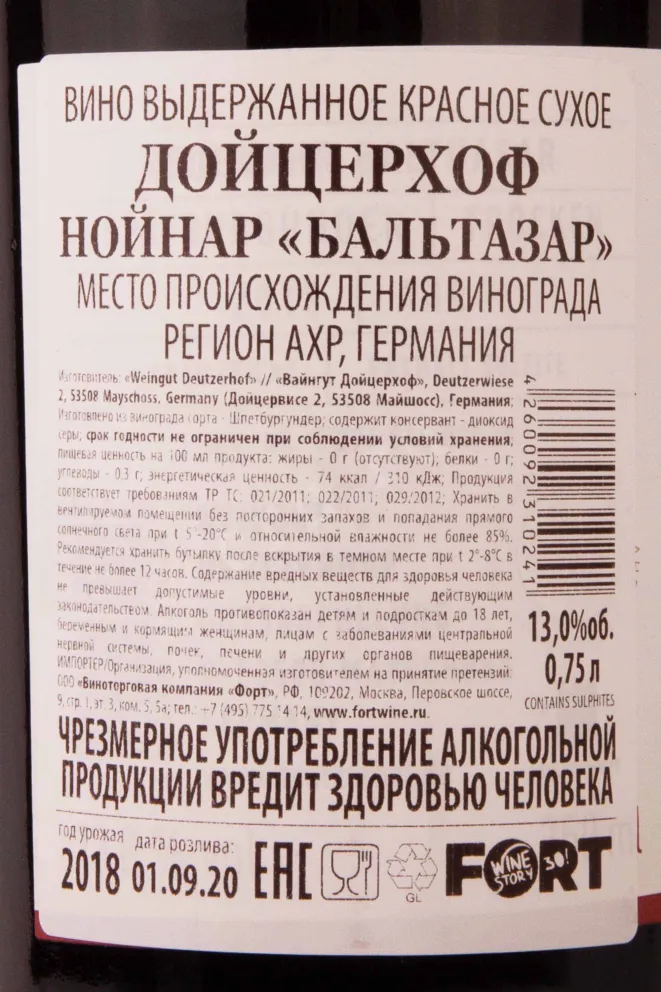 ВИНО ВЫДЕРЖАННОЕ КРАСНОЕ СУХОЕ
ДОЙЦЕРХОФ
НОЙНАР «БАЛЬТАЗАР»
МЕСТО ПРОИСХОЖДЕНИЯ ВИНОГРАДА
РЕГИОН АХР, ГЕРМАНИЯ
Изготовитель: «Weingut Deutzerhof» // «Вайнгут Дойцерхоф», Deutzerwiese
2, 53508 Mayschoss, Germany (Дойцервисе 2, 53508 Майшосс), Германия;
Изготовлено из винограда сорта - Шпетбургундер; содержит консервант - диоксид
серы; срок годности не ограничен при соблюдении условий хранения;
пищевая ценность на 100 мл продукта: жиры - 0 г (отсутствуют); белки - 0 г;
углеводы - 0.3 г; энергетическая ценность - 74 ккал / 310 кДж; Продукция
соответствует требованиям ТР ТС: 021/2011; 022/2011; 029/2012; Хранить в
вентилируемом помещении без посторонних запахов и попадания прямого
солнечного света при t 5°-20°C и относительной влажности не более 85%.
Рекомендуется хранить бутылку после вскрытия в темном месте при t 2°-8°C в
течение не более 12 часов. Содержание вредных веществ для здоровья человека
не превышает допустимые уровни, установленные действующим
законодательством. Алкоголь противопоказан детям и подросткам до 18 лет,
беременным и кормящим женщинам, лицам с заболеваниями центральной
нервной системы, почек, печени и других органов пищеварения.
ИМПОРТЕР/Организация, уполномоченная изготовителем на принятие претензий:
ООО «Виноторговая компания «Форт», РФ, 109202, Москва, Перовское шоссе,
9, стр. 1, эт. 3, ком. 5, 5а; тел.: +7 (495) 775 14 14, www.fortwine.ru.
4 260092 310241
13,0%об.
0,75 л
CONTAINS SULPHITES
ЧРЕЗМЕРНОЕ УПОТРЕБЛЕНИЕ АЛКОГОЛЬНОЙ
ПРОДУКЦИИ ВРЕДИТ ЗДОРОВЬЮ ЧЕЛОВЕКА
год урожая дата розлива:
2018 01.09.20 EAC GL FORT WINE STORY 30!